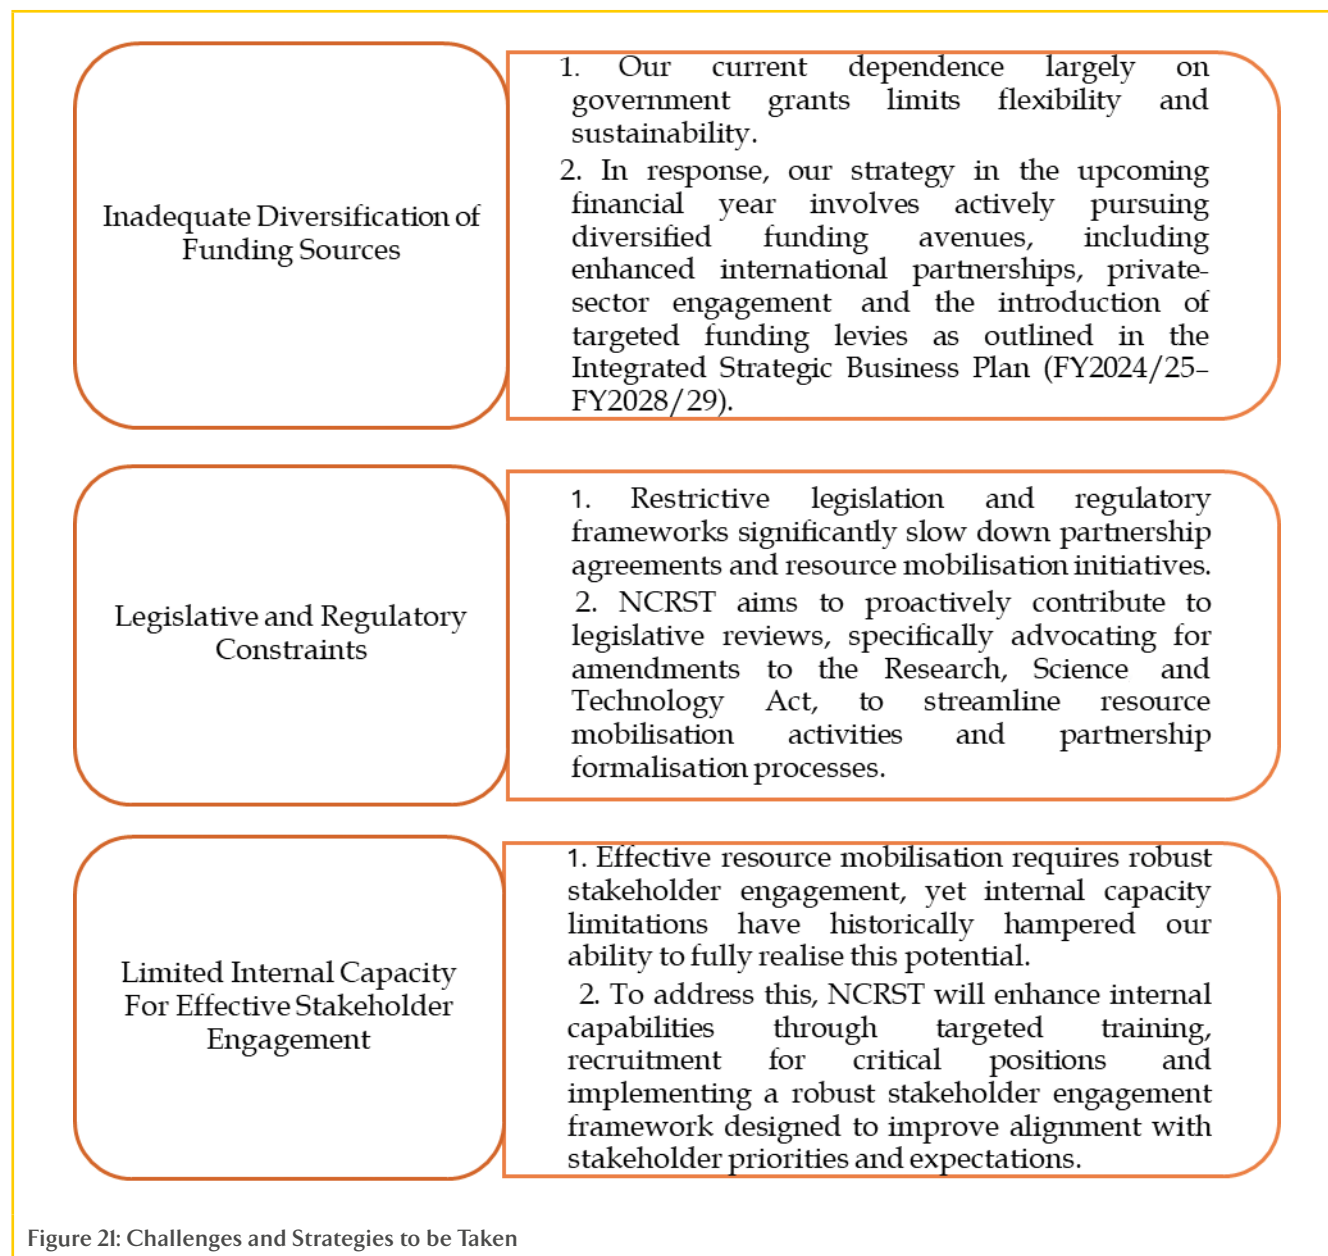 Inadequate Diversification of
Funding Sources
1. Our current dependence largely on
government grants limits flexibility and
sustainability.
2. In response, our strategy in the upcoming
financial year involves actively pursuing
diversified funding avenues, including
enhanced international partnerships, private-
sector engagement and the introduction of
targeted funding levies as outlined in the
Integrated Strategic Business Plan (FY2024/25–
FY2028/29).
Legislative and Regulatory
Constraints
1. Restrictive legislation and regulatory
frameworks significantly slow down partnership
agreements and resource mobilisation initiatives.
2. NCRST aims to proactively contribute to
legislative reviews, specifically advocating for
amendments to the Research, Science and
Technology Act, to streamline resource
mobilisation activities and partnership
formalisation processes.
Limited Internal Capacity
For Effective Stakeholder
Engagement
1. Effective resource mobilisation requires robust
stakeholder engagement, yet internal capacity
limitations have historically hampered our
ability to fully realise this potential.
2. To address this, NCRST will enhance internal
capabilities through targeted training,
recruitment for critical positions and
implementing a robust stakeholder engagement
framework designed to improve alignment with
stakeholder priorities and expectations.
Figure 21: Challenges and Strategies to be Taken